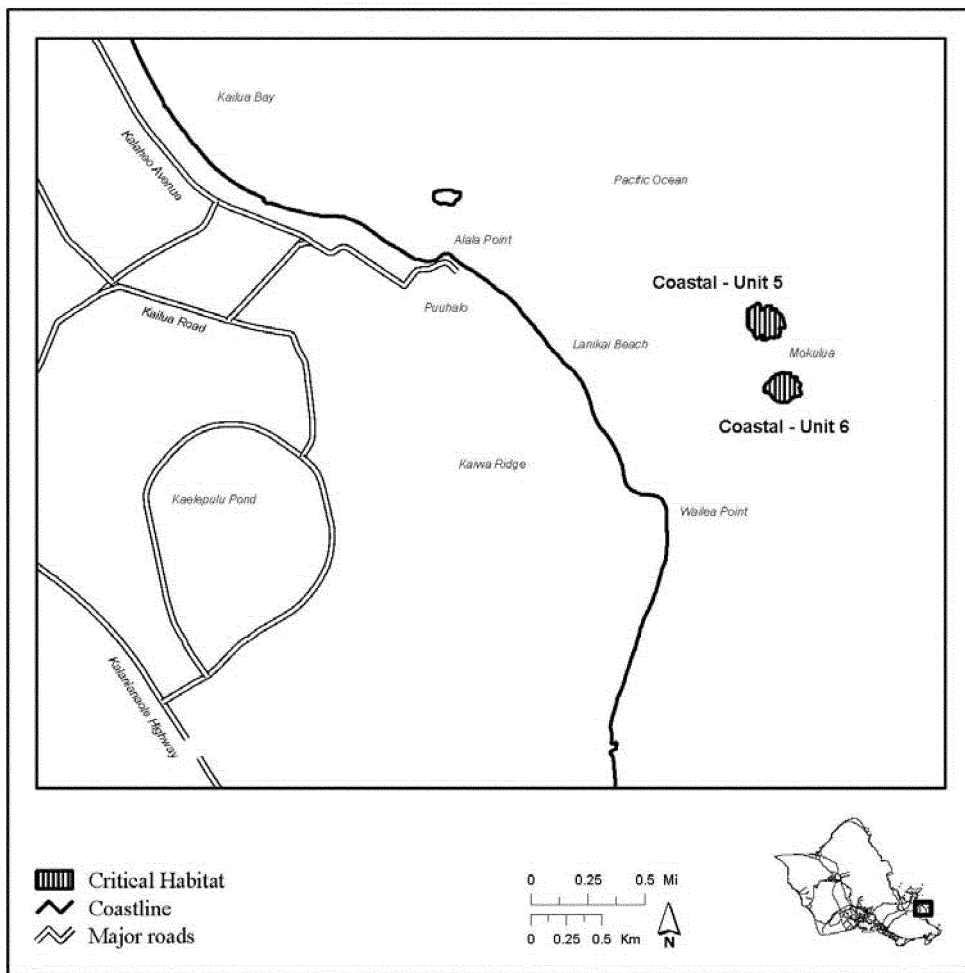 Kailua Bay
Kalaheo Avenue
Pacific Ocean
Alala Point
Coastal - Unit 5
Puuhalo
Kailua Road
Lanikai Beach
Mokulua
Coastal - Unit 6
Kaiwa Ridge
Kaelepulu Pond
Wailea Point
Kalanianaole Highway
Critical Habitat
Coastline
Major roads
0 0.25 0.5 Mi
0 0.25 0.5 Km
N